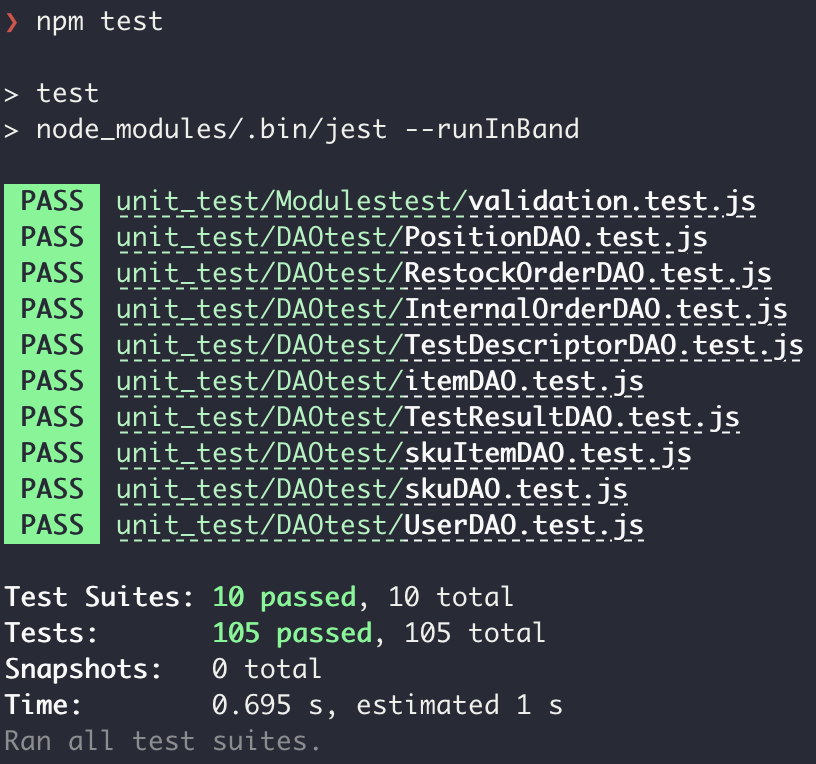 ❯ npm test
> test
> node_modules/.bin/jest --runInBand
PASS unit_test/Modulestest/validation.test.js
PASS unit_test/DAOtest/PositionDAO.test.js
PASS unit_test/DAOtest/RestockOrderDAO.test.js
PASS unit_test/DAOtest/InternalOrderDAO.test.js
PASS unit_test/DAOtest/TestDescriptorDAO.test.js
PASS unit_test/DAOtest/itemDAO.test.js
PASS unit_test/DAOtest/TestResultDAO.test.js
PASS unit_test/DAOtest/skuItemDAO.test.js
PASS unit_test/DAOtest/skuDAO.test.js
PASS unit_test/DAOtest/UserDAO.test.js
Test Suites: 10 passed, 10 total
Tests: 105 passed, 105 total
Snapshots: 0 total
Time: 0.695 s, estimated 1 s
Ran all test suites.